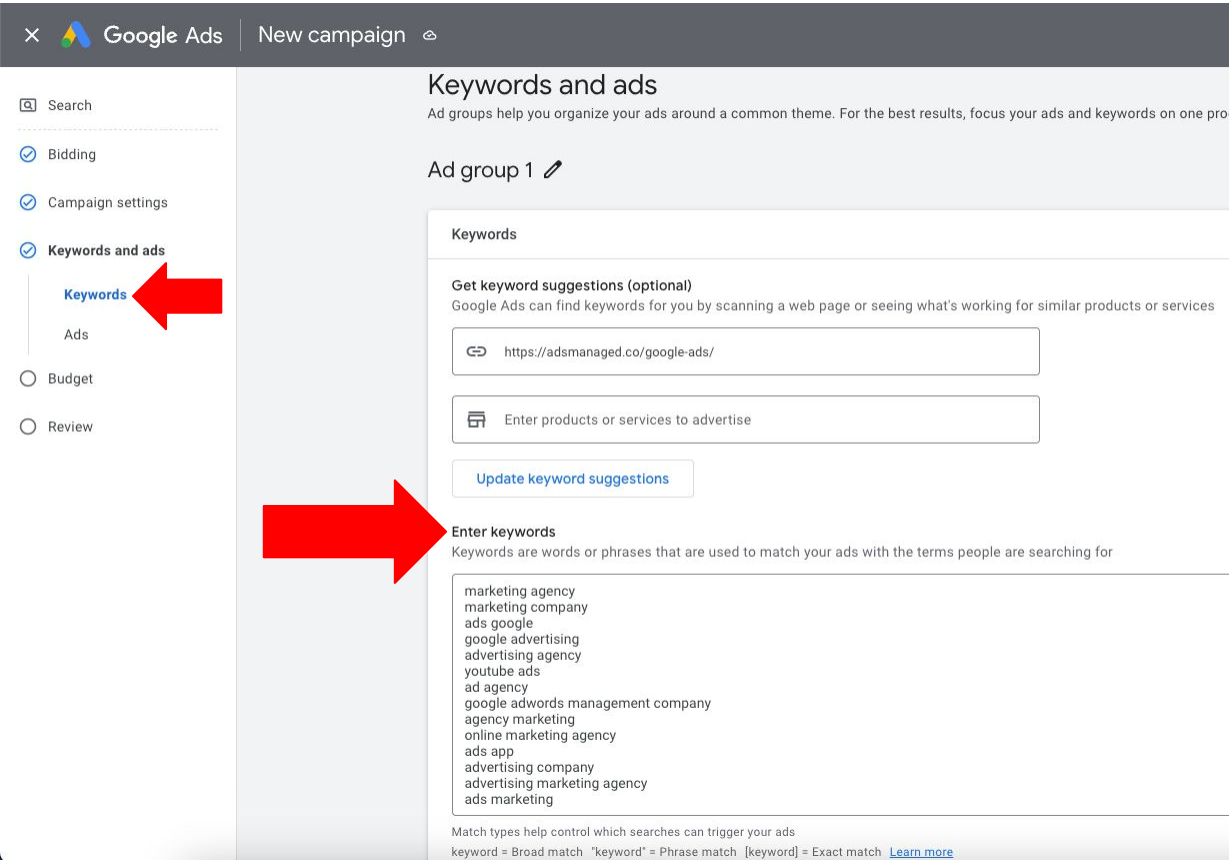 Google Ads
New campaign
Search
Bidding
Campaign settings
Keywords and ads
Keywords
Ads
Budget
Review
Keywords and ads
Ad groups help you organize your ads around a common theme. For the best results, focus your ads and keywords on one pro
Ad group 1
Keywords
Get keyword suggestions (optional)
Google Ads can find keywords for you by scanning a web page or seeing what's working for similar products or services
https://adsmanaged.co/google-ads/
Enter products or services to advertise
Update keyword suggestions
Enter keywords
Keywords are words or phrases that are used to match your ads with the terms people are searching for
marketing agency
marketing company
ads google
google advertising
advertising agency
youtube ads
ad agency
google adwords management company
agency marketing
online marketing agency
ads app
advertising company
advertising marketing agency
ads marketing
Match types help control which searches can trigger your ads
keyword = Broad match "keyword" = Phrase match [keyword] = Exact match Learn more